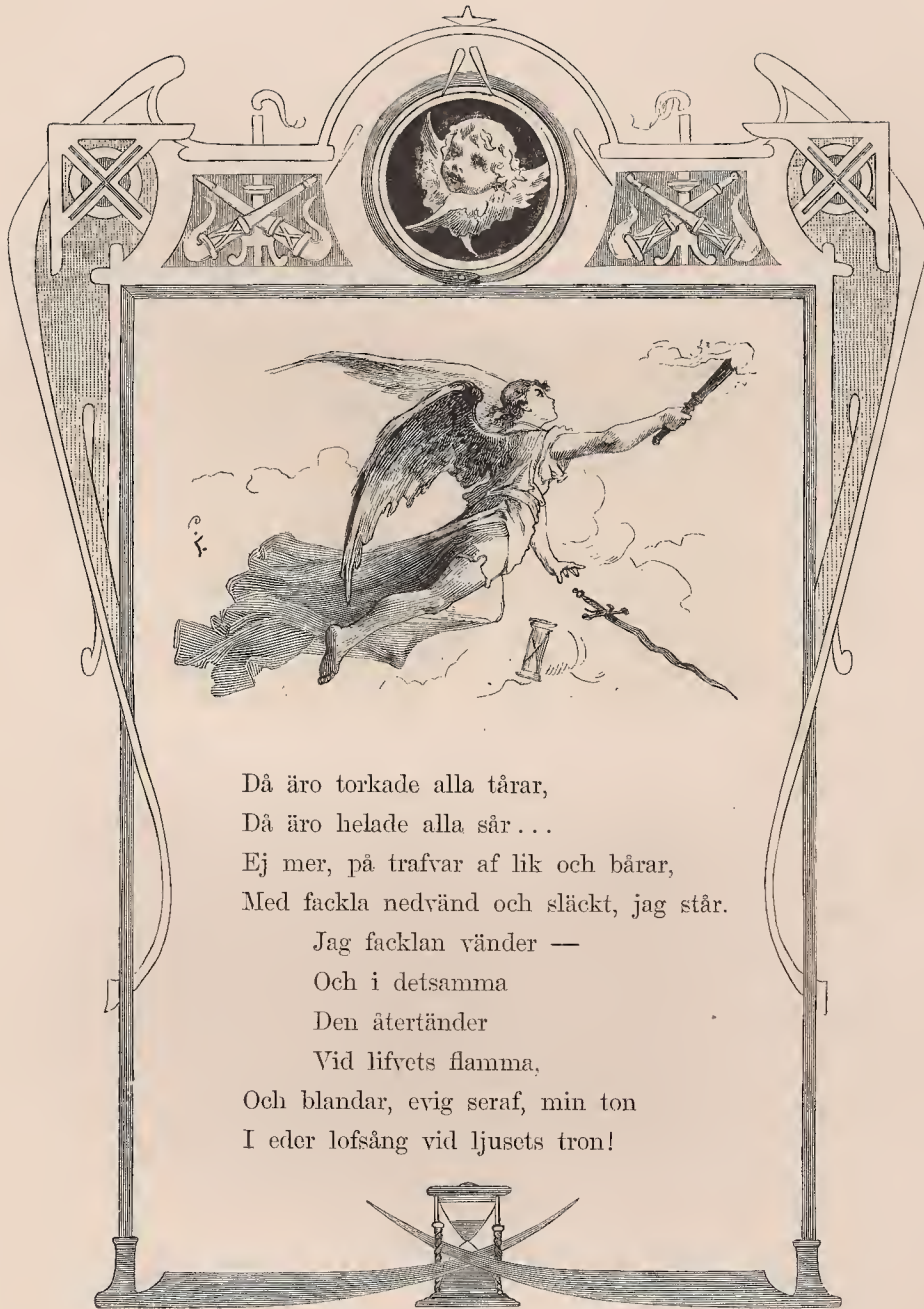 C. L.
Då äro torkade alla tårar,
Då äro helade alla sår . . .
Ej mer, på trafvar af lik och bårar,
Med fackla nedvänd och släckt, jag står.
Jag facklan vänder —
Och i detsamma
Den återtänder
Vid lifvets flamma,
Och blandar, evig seraf, min ton
I eder lofsång vid ljusets tron!